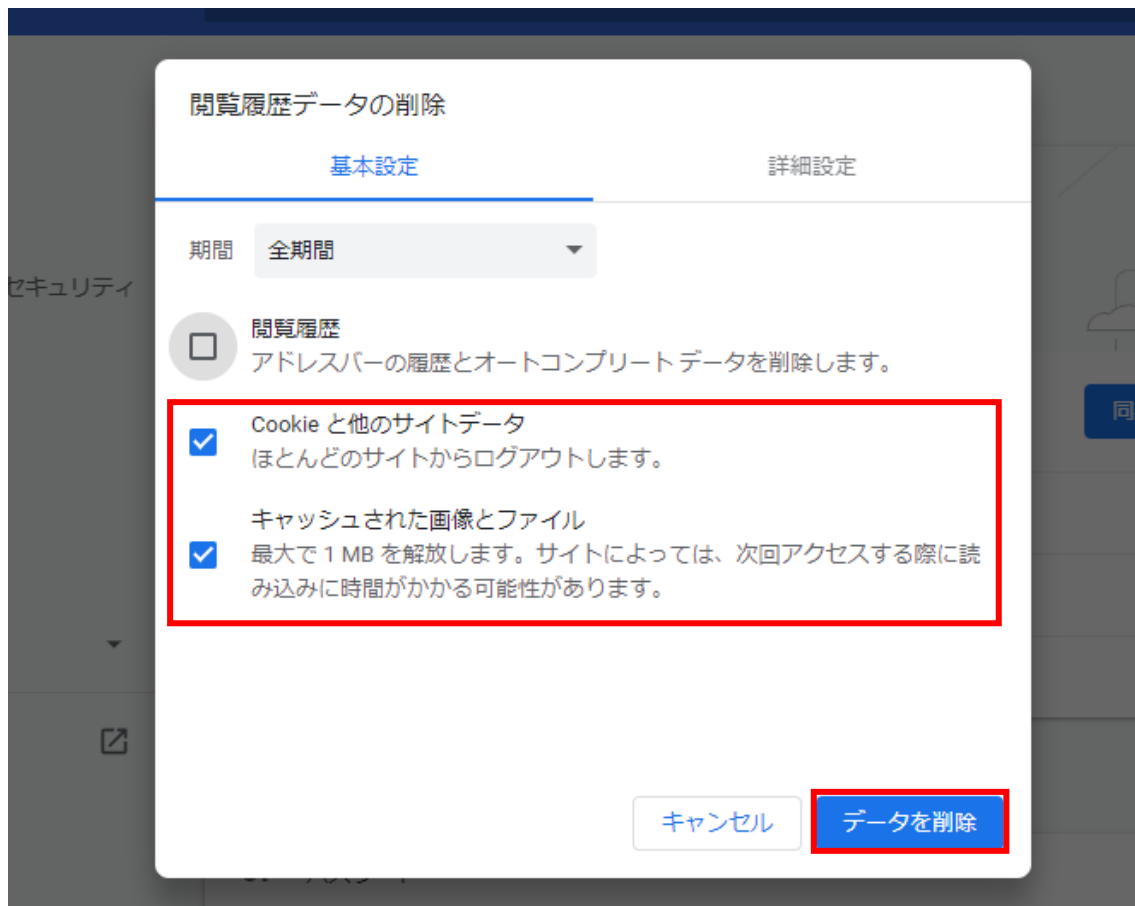 閲覧履歴データの削除
基本設定
詳細設定
期間
全期間
セキュリティ
閲覧履歴
アドレスバーの履歴とオートコンプリート データを削除します。
同
Cookie と他のサイトデータ
ほとんどのサイトからログアウトします。
キャッシュされた画像とファイル
最大で 1 MB を解放します。サイトによっては、次回アクセスする際に読
み込みに時間がかかる可能性があります。
キャンセル
データを削除